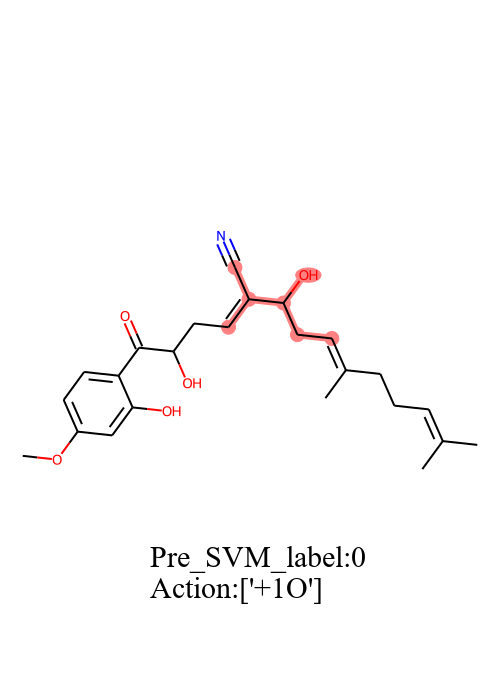 N
OH
O
OH
OH
O
Pre_SVM_label:0
Action:['+1O']